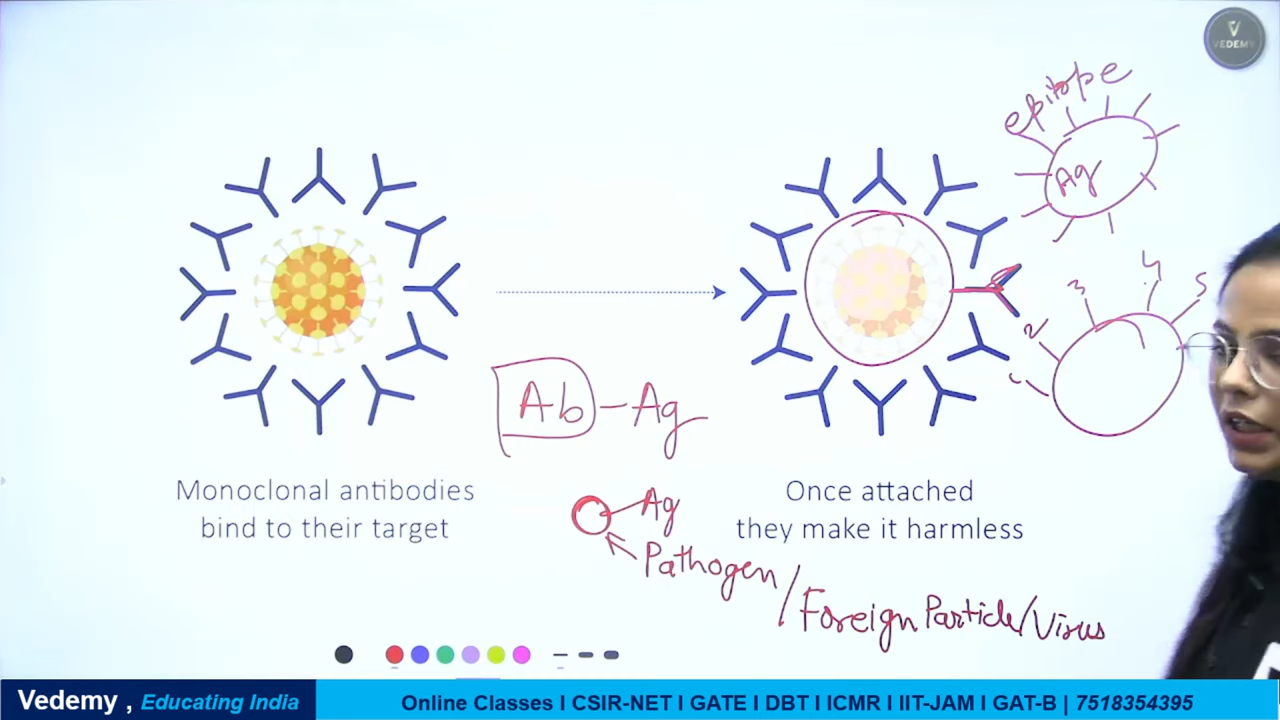 VEDEMY
epitope
Ag
1
2
3
4
5
Ab - Ag
Monoclonal antibodies
bind to their target
Once attached
they make it harmless
Ag
Pathogen/Foreign Particle/Virus
Vedemy , Educating India
Online Classes I CSIR-NET I GATE I DBT I ICMR I IIT-JAM I GAT-B | 7518354395